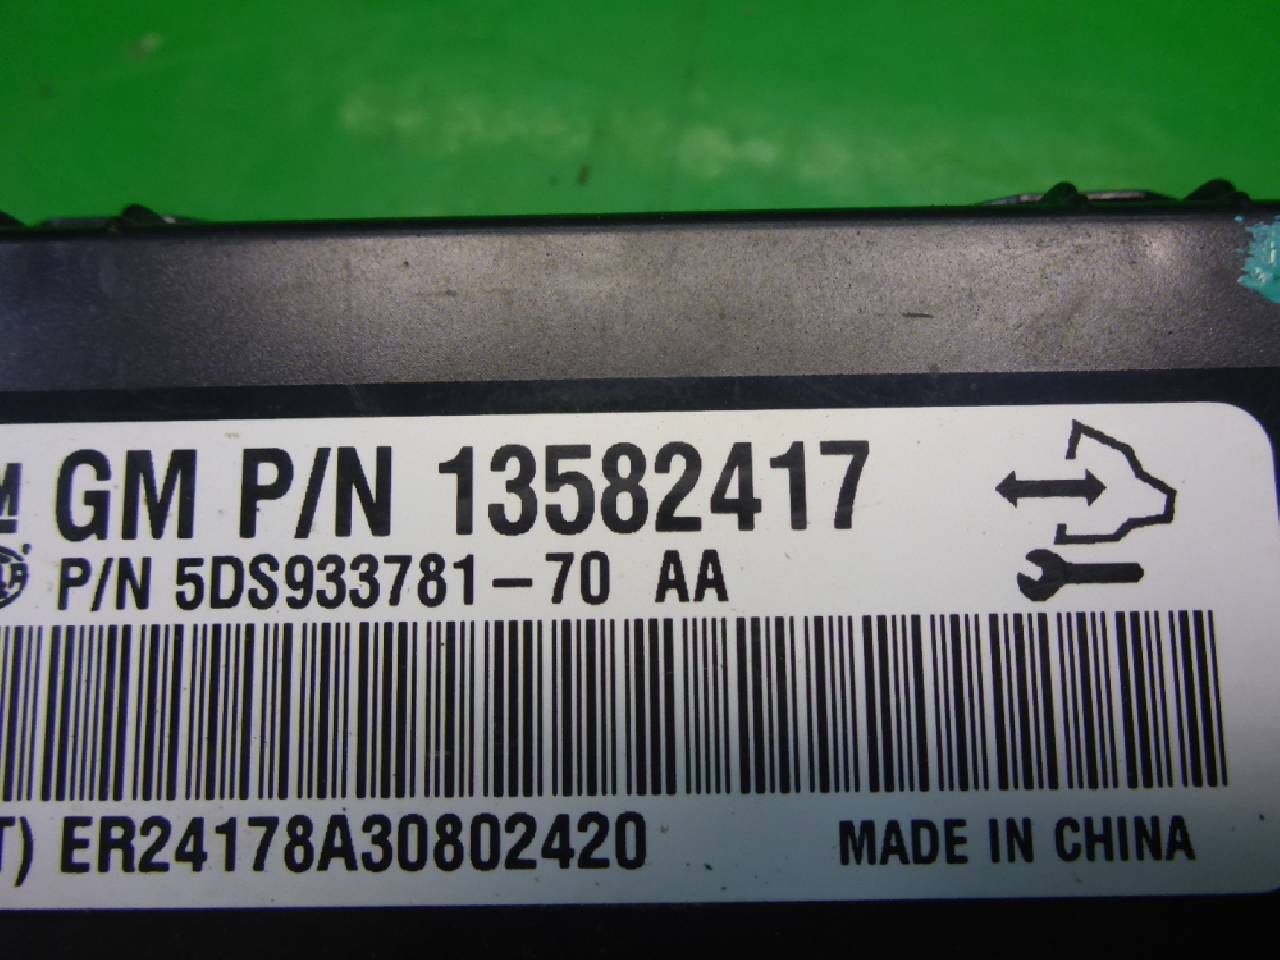 GM P/N 13582417
P/N 5DS933781-70 AA
T) ER24178A30802420
MADE IN CHINA